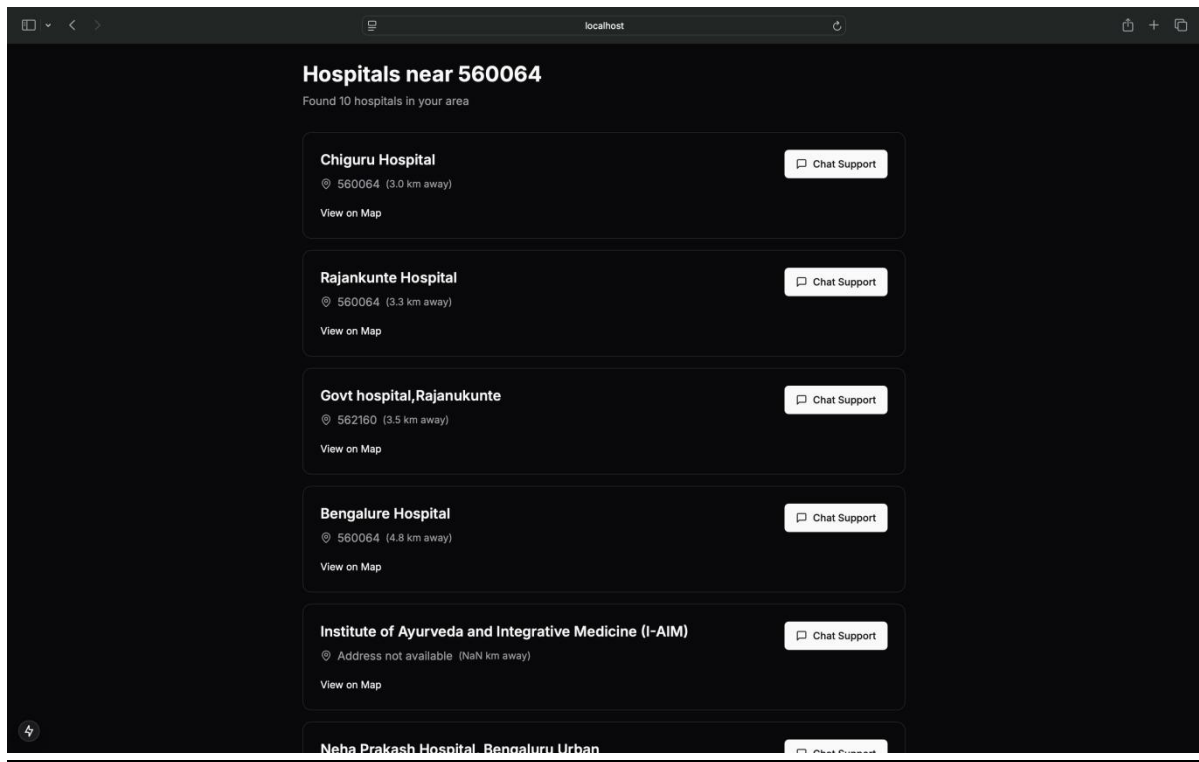 localhost
Hospitals near 560064
Found 10 hospitals in your area
Chiguru Hospital
Chat Support
560064 (3.0 km away)
View on Map
Rajankunte Hospital
Chat Support
560064 (3.3 km away)
View on Map
Govt hospital,Rajanukunte
Chat Support
562160 (3.5 km away)
View on Map
Bengalure Hospital
Chat Support
560064 (4.8 km away)
View on Map
Institute of Ayurveda and Integrative Medicine (I-AIM)
Chat Support
Address not available (NaN km away)
View on Map
Neha Prakash Hospital, Bengaluru Urban
Chat Support